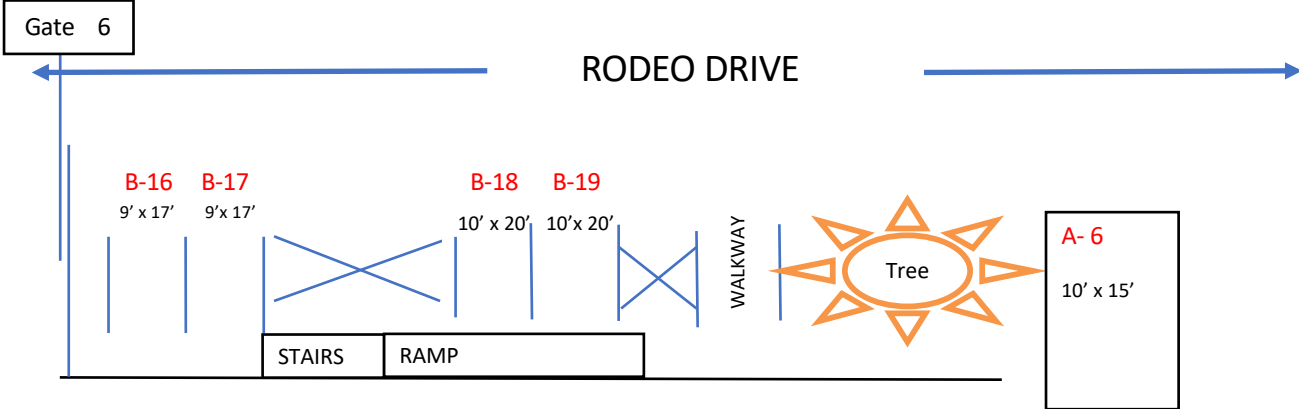 Gate 6
RODEO DRIVE
B-16 B-17 B-18 B-19
9’ x 17’ 9’x 17’ 10’ x 20’ 10’x 20’
WALKWAY
Tree
A- 6
10’ x 15’
STAIRS RAMP